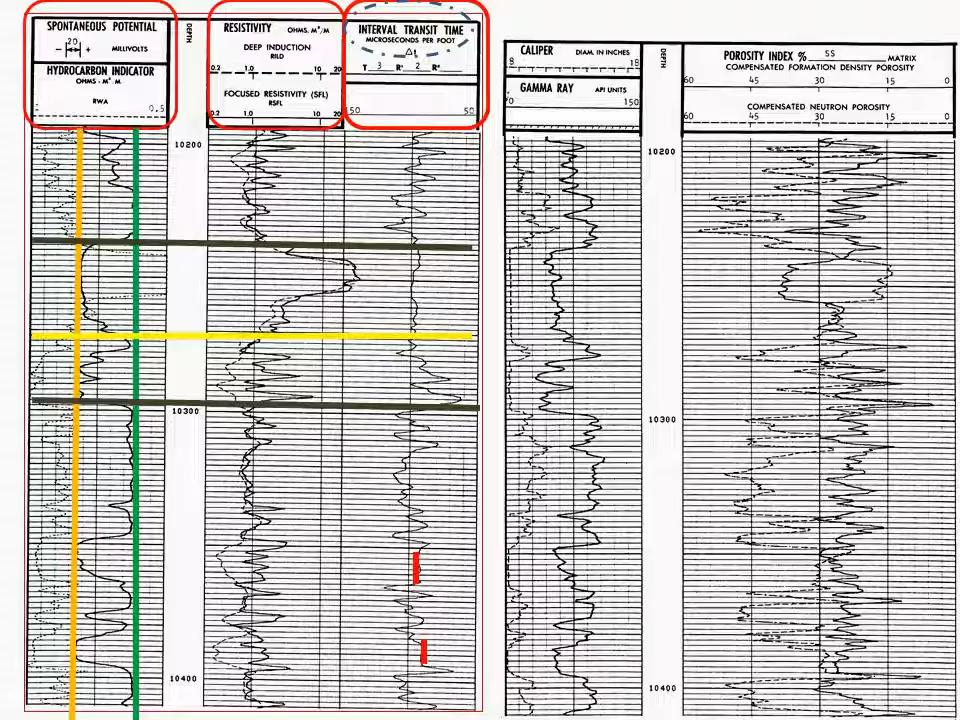 SPONTANEOUS POTENTIAL
20
- +
MILLIVOLTS
HYDROCARBON INDICATOR
OHMS - M² M
RWA
0.5
DEPTH
RESISTIVITY OHMS. M²/M
DEEP INDUCTION
RILD
0.2 1.0 10 20
FOCUSED RESISTIVITY (SFL)
RSFL
0.2 1.0 10 20
INTERVAL TRANSIT TIME
MICROSECONDS PER FOOT
Δt
T 3 R' 2 R²
150 50
10200
10300
10400
CALIPER DIAM. IN INCHES
8 18
GAMMA RAY API UNITS
0 150
DEPTH
POROSITY INDEX % SS MATRIX
COMPENSATED FORMATION DENSITY POROSITY
60 45 30 15 0
COMPENSATED NEUTRON POROSITY
60 45 30 15 0
10200
10300
10400